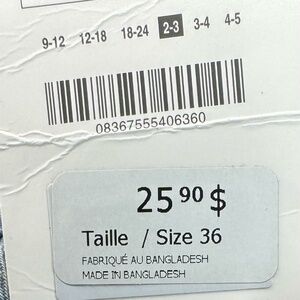 9-12 12-18 18-24 2-3 3-4 4-5
08367555406360
25 90 $
Taille / Size 36
FABRIQUÉ AU BANGLADESH
MADE IN BANGLADESH